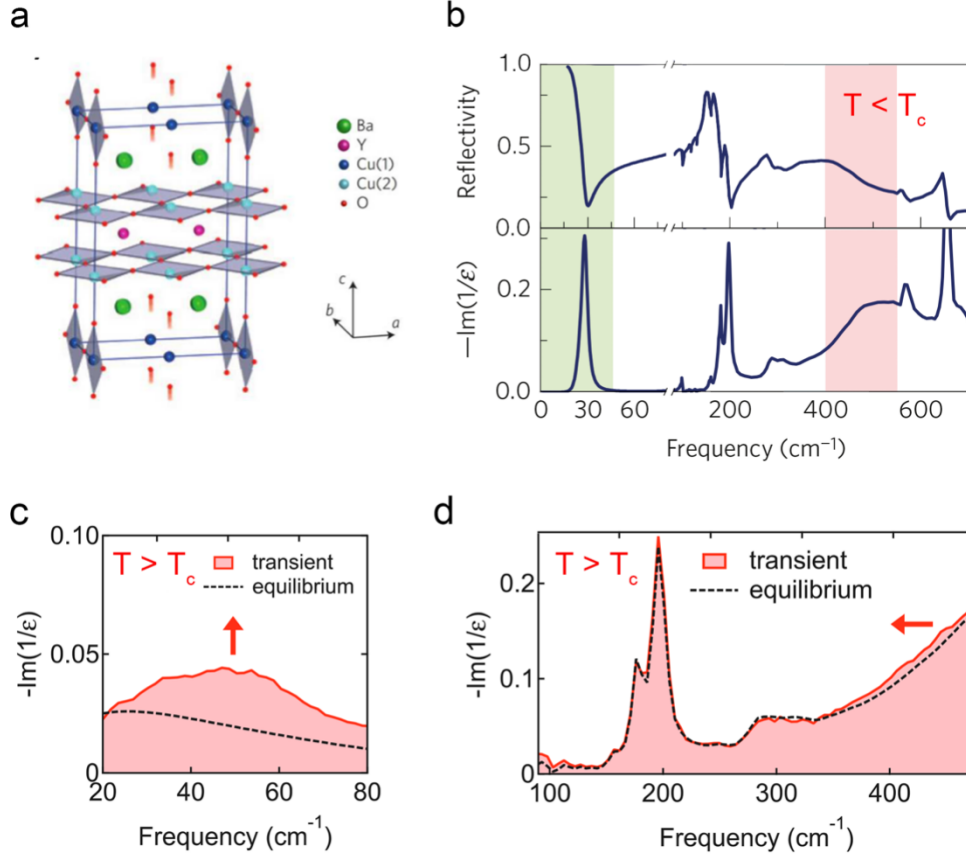 a
Ba
Y
Cu(1)
Cu(2)
O
c
b
a
b
Reflectivity
1.0
0.5
0.0
T < Tc
—Im(1/ε)
0.2
0.0
0 30 60 200 400 600
Frequency (cm⁻¹)
c
-Im(1/ε)
0.10
0.05
0
T > Tc
transient
equilibrium
20 40 60 80
Frequency (cm⁻¹)
d
-Im(1/ε)
0.2
0.1
0
T > Tc
transient
equilibrium
100 200 300 400
Frequency (cm⁻¹)